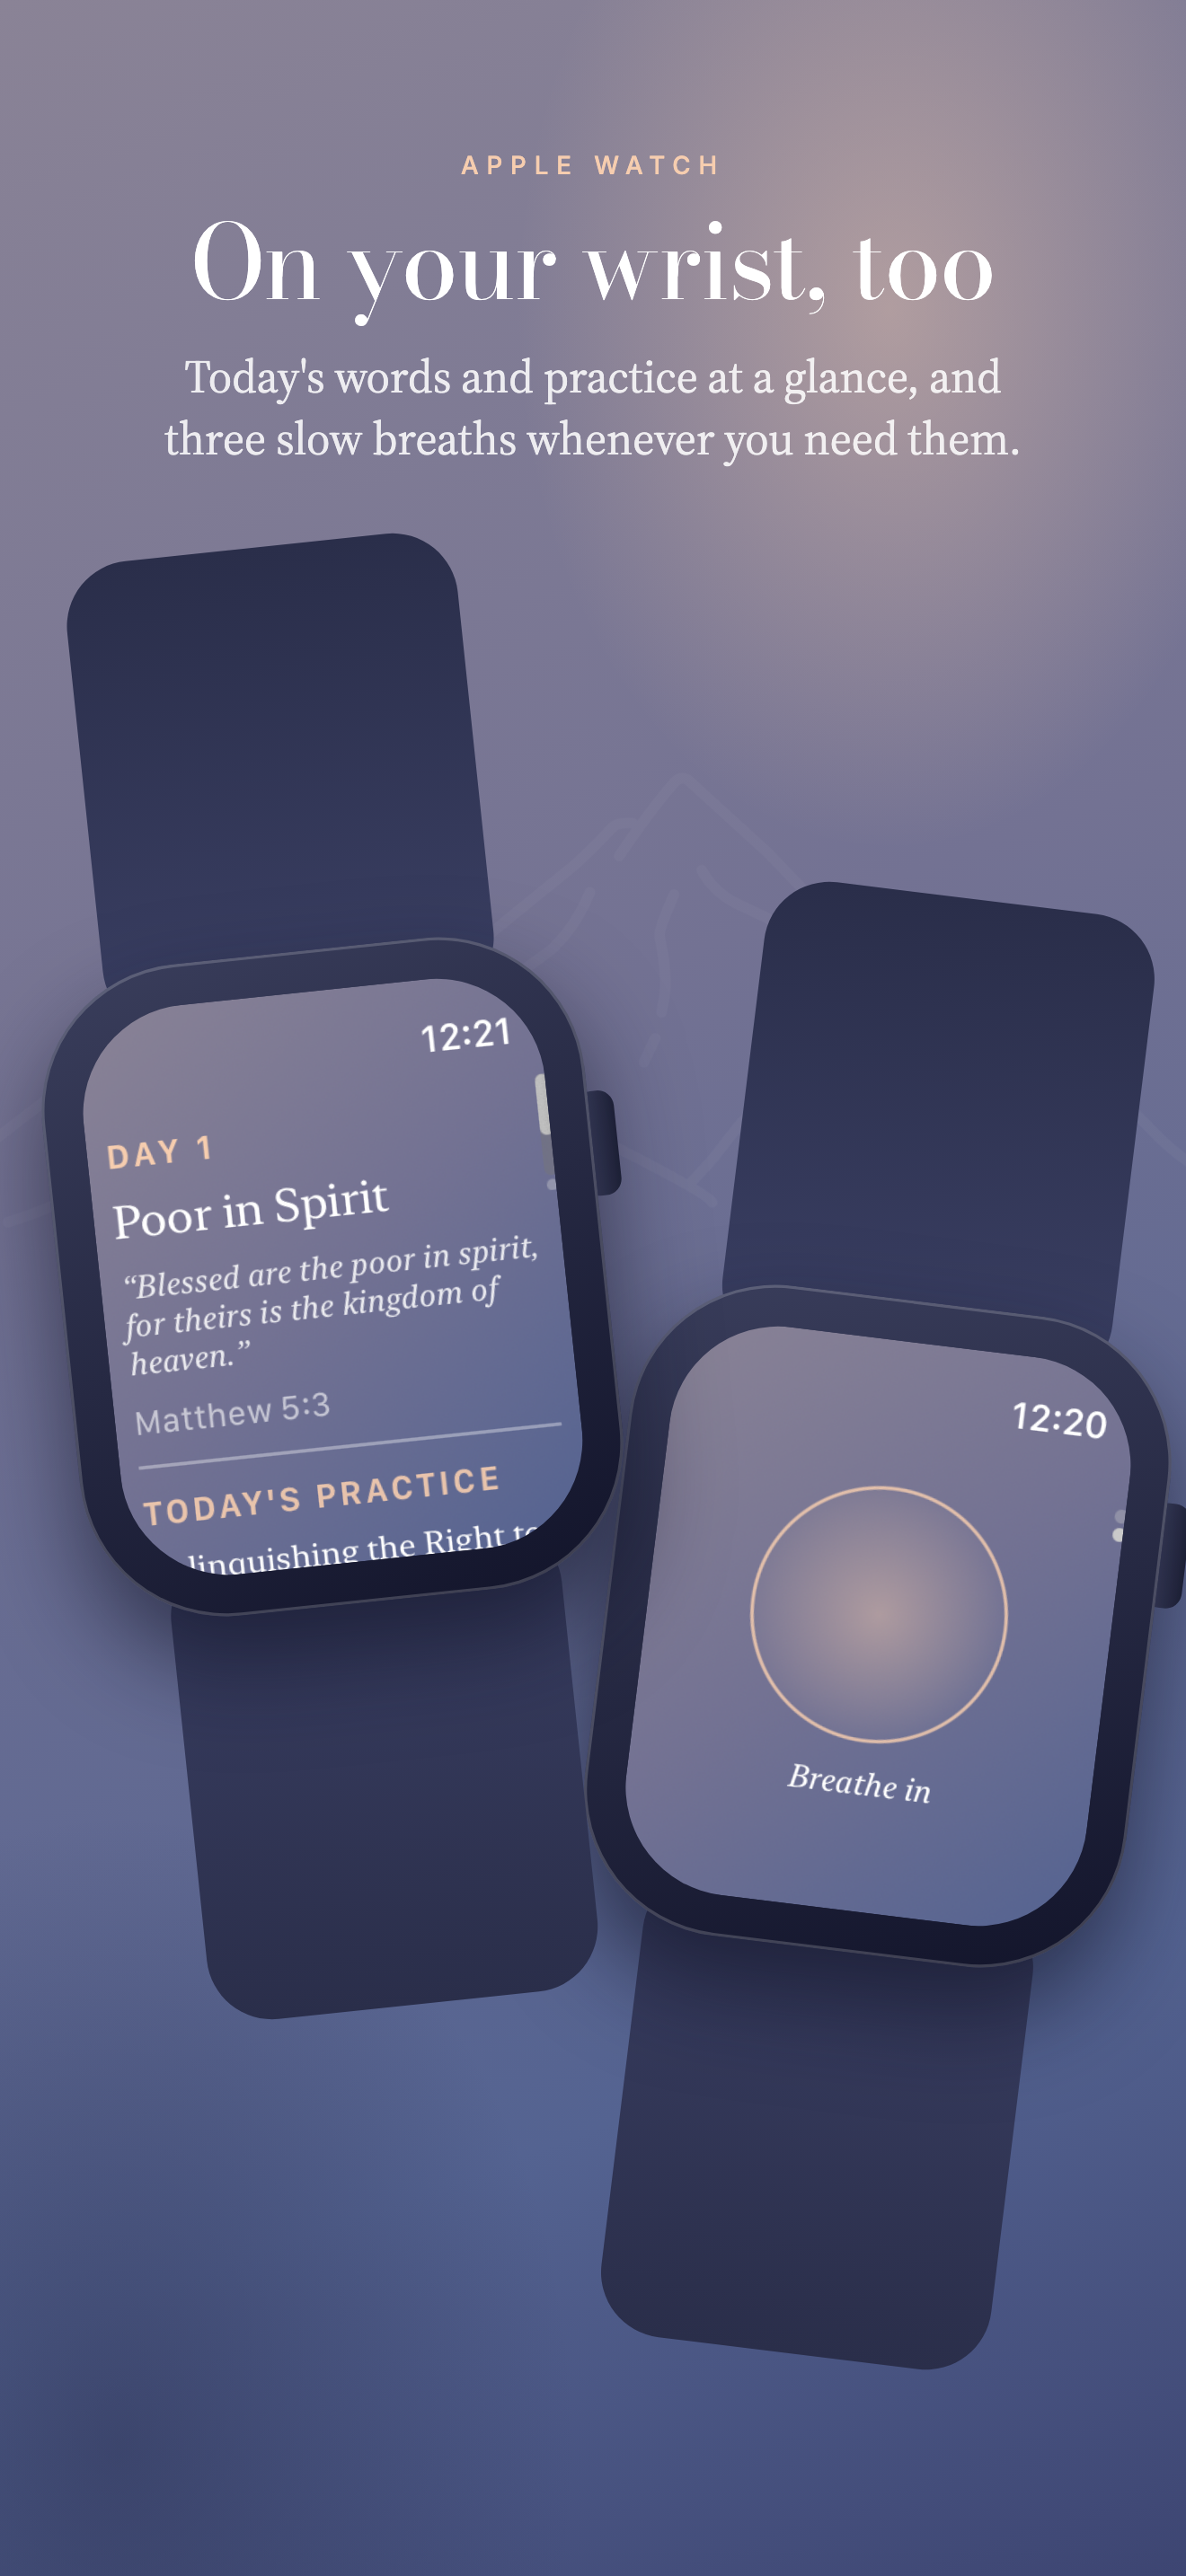 APPLE WATCH
On your wrist, too
Today's words and practice at a glance, and
three slow breaths whenever you need them.
12:21
DAY 1
Poor in Spirit
“Blessed are the poor in spirit,
for theirs is the kingdom of
heaven.”
Matthew 5:3
TODAY'S PRACTICE
the Right
12:20
Breathe in